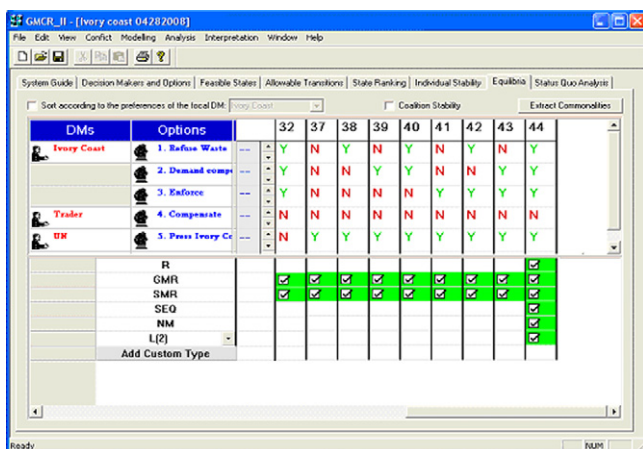 GMCR_II - [Ivory coast 04282008]
File Edit View Confict Modelling Analysis Interpretation Window Help
System Guide Decision Makers and Options Feasible States Allowable Transitions State Ranking Individual Stability Equilibria Status Quo Analysis
Sort according to the preferences of the focal DM: Ivory Coast Coalition Stability Extract Commonalities
DMs Options 32 37 38 39 40 41 42 43 44
Ivory Coast 1. Refuse Waste -- Y N Y N Y N Y N Y
2. Demand compe -- Y N N Y Y N N Y Y
3. Enforce -- Y N N N N Y Y Y Y
Trader 4. Compensate -- N N N N N N N N N
UN 5. Press Ivory Co -- N Y Y Y Y Y Y Y Y
R
GMR
SMR
SEQ
NM
L(2)
Add Custom Type
Ready NUM